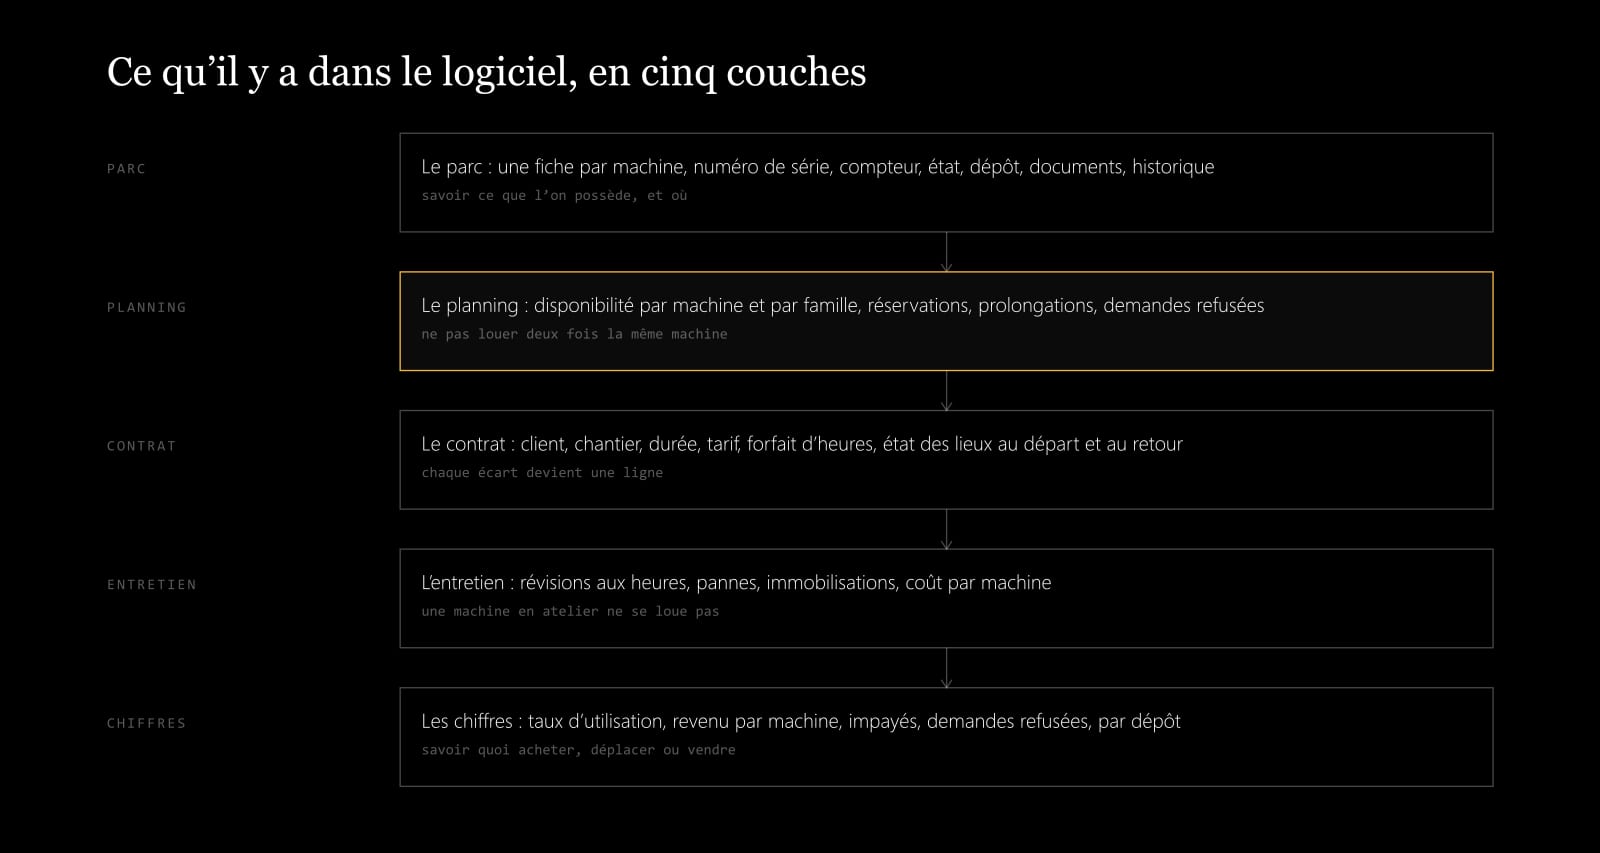 Ce qu’il y a dans le logiciel, en cinq couches
PARC
Le parc : une fiche par machine, numéro de série, compteur, état, dépôt, documents, historique
savoir ce que l’on possède, et où
PLANNING
Le planning : disponibilité par machine et par famille, réservations, prolongations, demandes refusées
ne pas louer deux fois la même machine
CONTRAT
Le contrat : client, chantier, durée, tarif, forfait d’heures, état des lieux au départ et au retour
chaque écart devient une ligne
ENTRETIEN
L’entretien : révisions aux heures, pannes, immobilisations, coût par machine
une machine en atelier ne se loue pas
CHIFFRES
Les chiffres : taux d’utilisation, revenu par machine, impayés, demandes refusées, par dépôt
savoir quoi acheter, déplacer ou vendre